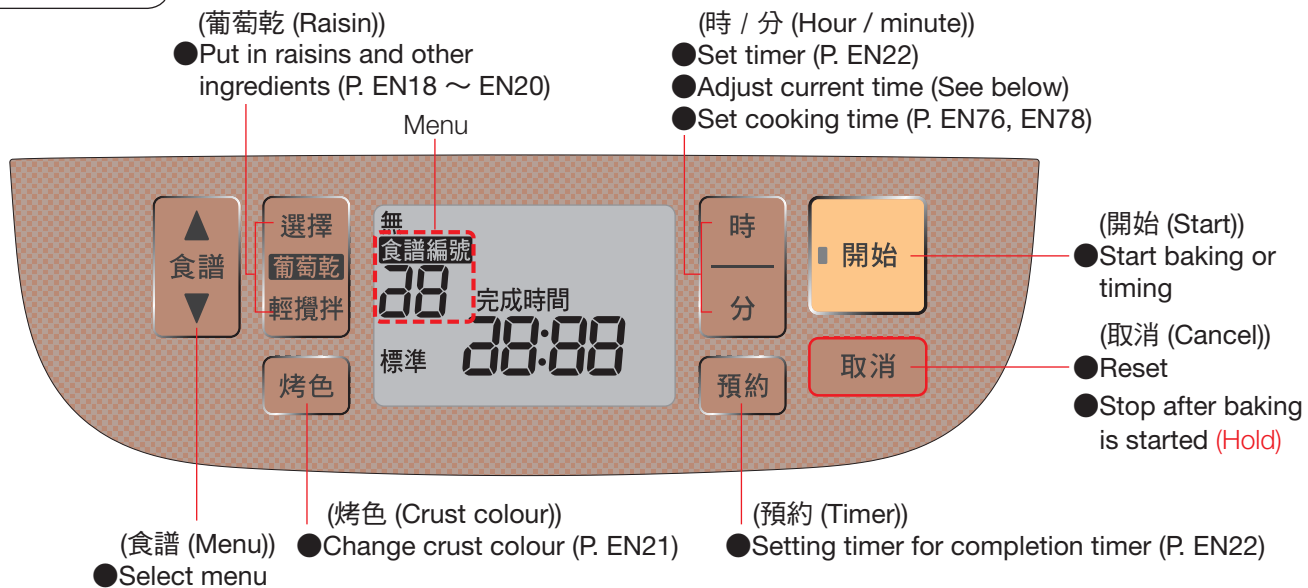 (葡萄乾 (Raisin))
●Put in raisins and other
ingredients (P. EN18 ～ EN20)
Menu
(時 / 分 (Hour / minute))
●Set timer (P. EN22)
●Adjust current time (See below)
●Set cooking time (P. EN76, EN78)
食譜
選擇
葡萄乾
輕攪拌
烤色
無
食譜編號
38
完成時間
38:88
標準
時
分
預約
開始
取消
(開始 (Start))
●Start baking or
timing
(取消 (Cancel))
●Reset
●Stop after baking
is started (Hold)
(食譜 (Menu))
●Select menu
(烤色 (Crust colour))
●Change crust colour (P. EN21)
(預約 (Timer))
●Setting timer for completion timer (P. EN22)